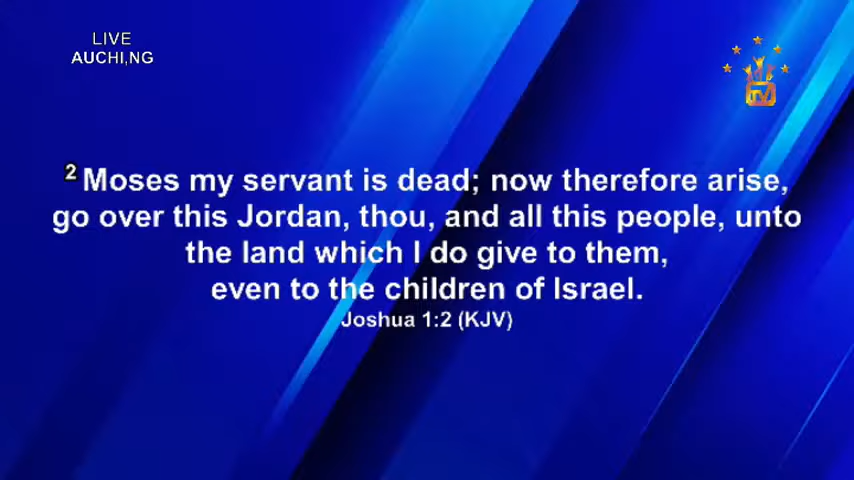 LIVE
AUCHI,NG
TV
2 Moses my servant is dead; now therefore arise,
go over this Jordan, thou, and all this people, unto
the land which I do give to them,
even to the children of Israel.
Joshua 1:2 (KJV)